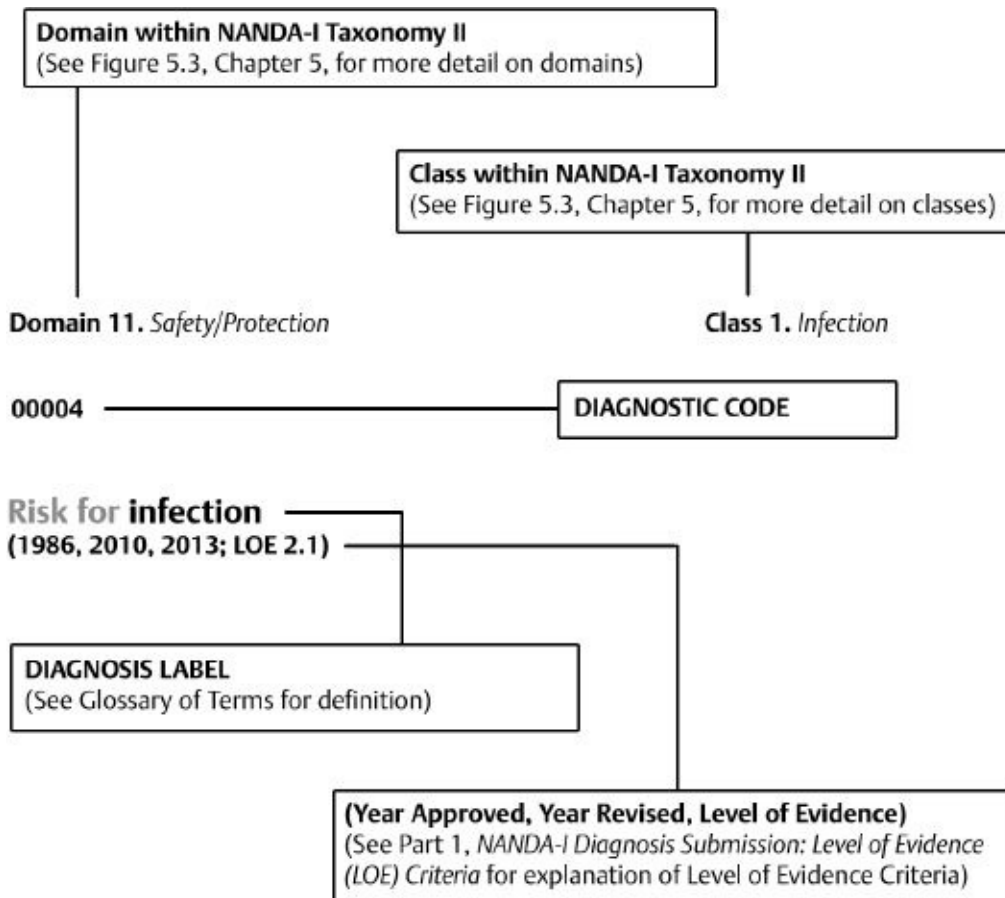 Domain within NANDA-I Taxonomy II
(See Figure 5.3, Chapter 5, for more detail on domains)
Class within NANDA-I Taxonomy II
(See Figure 5.3, Chapter 5, for more detail on classes)
Domain 11. Safety/Protection
Class 1. Infection
00004
DIAGNOSTIC CODE
Risk for infection
(1986, 2010, 2013; LOE 2.1)
DIAGNOSIS LABEL
(See Glossary of Terms for definition)
(Year Approved, Year Revised, Level of Evidence)
(See Part 1, NANDA-I Diagnosis Submission: Level of Evidence
(LOE) Criteria for explanation of Level of Evidence Criteria)